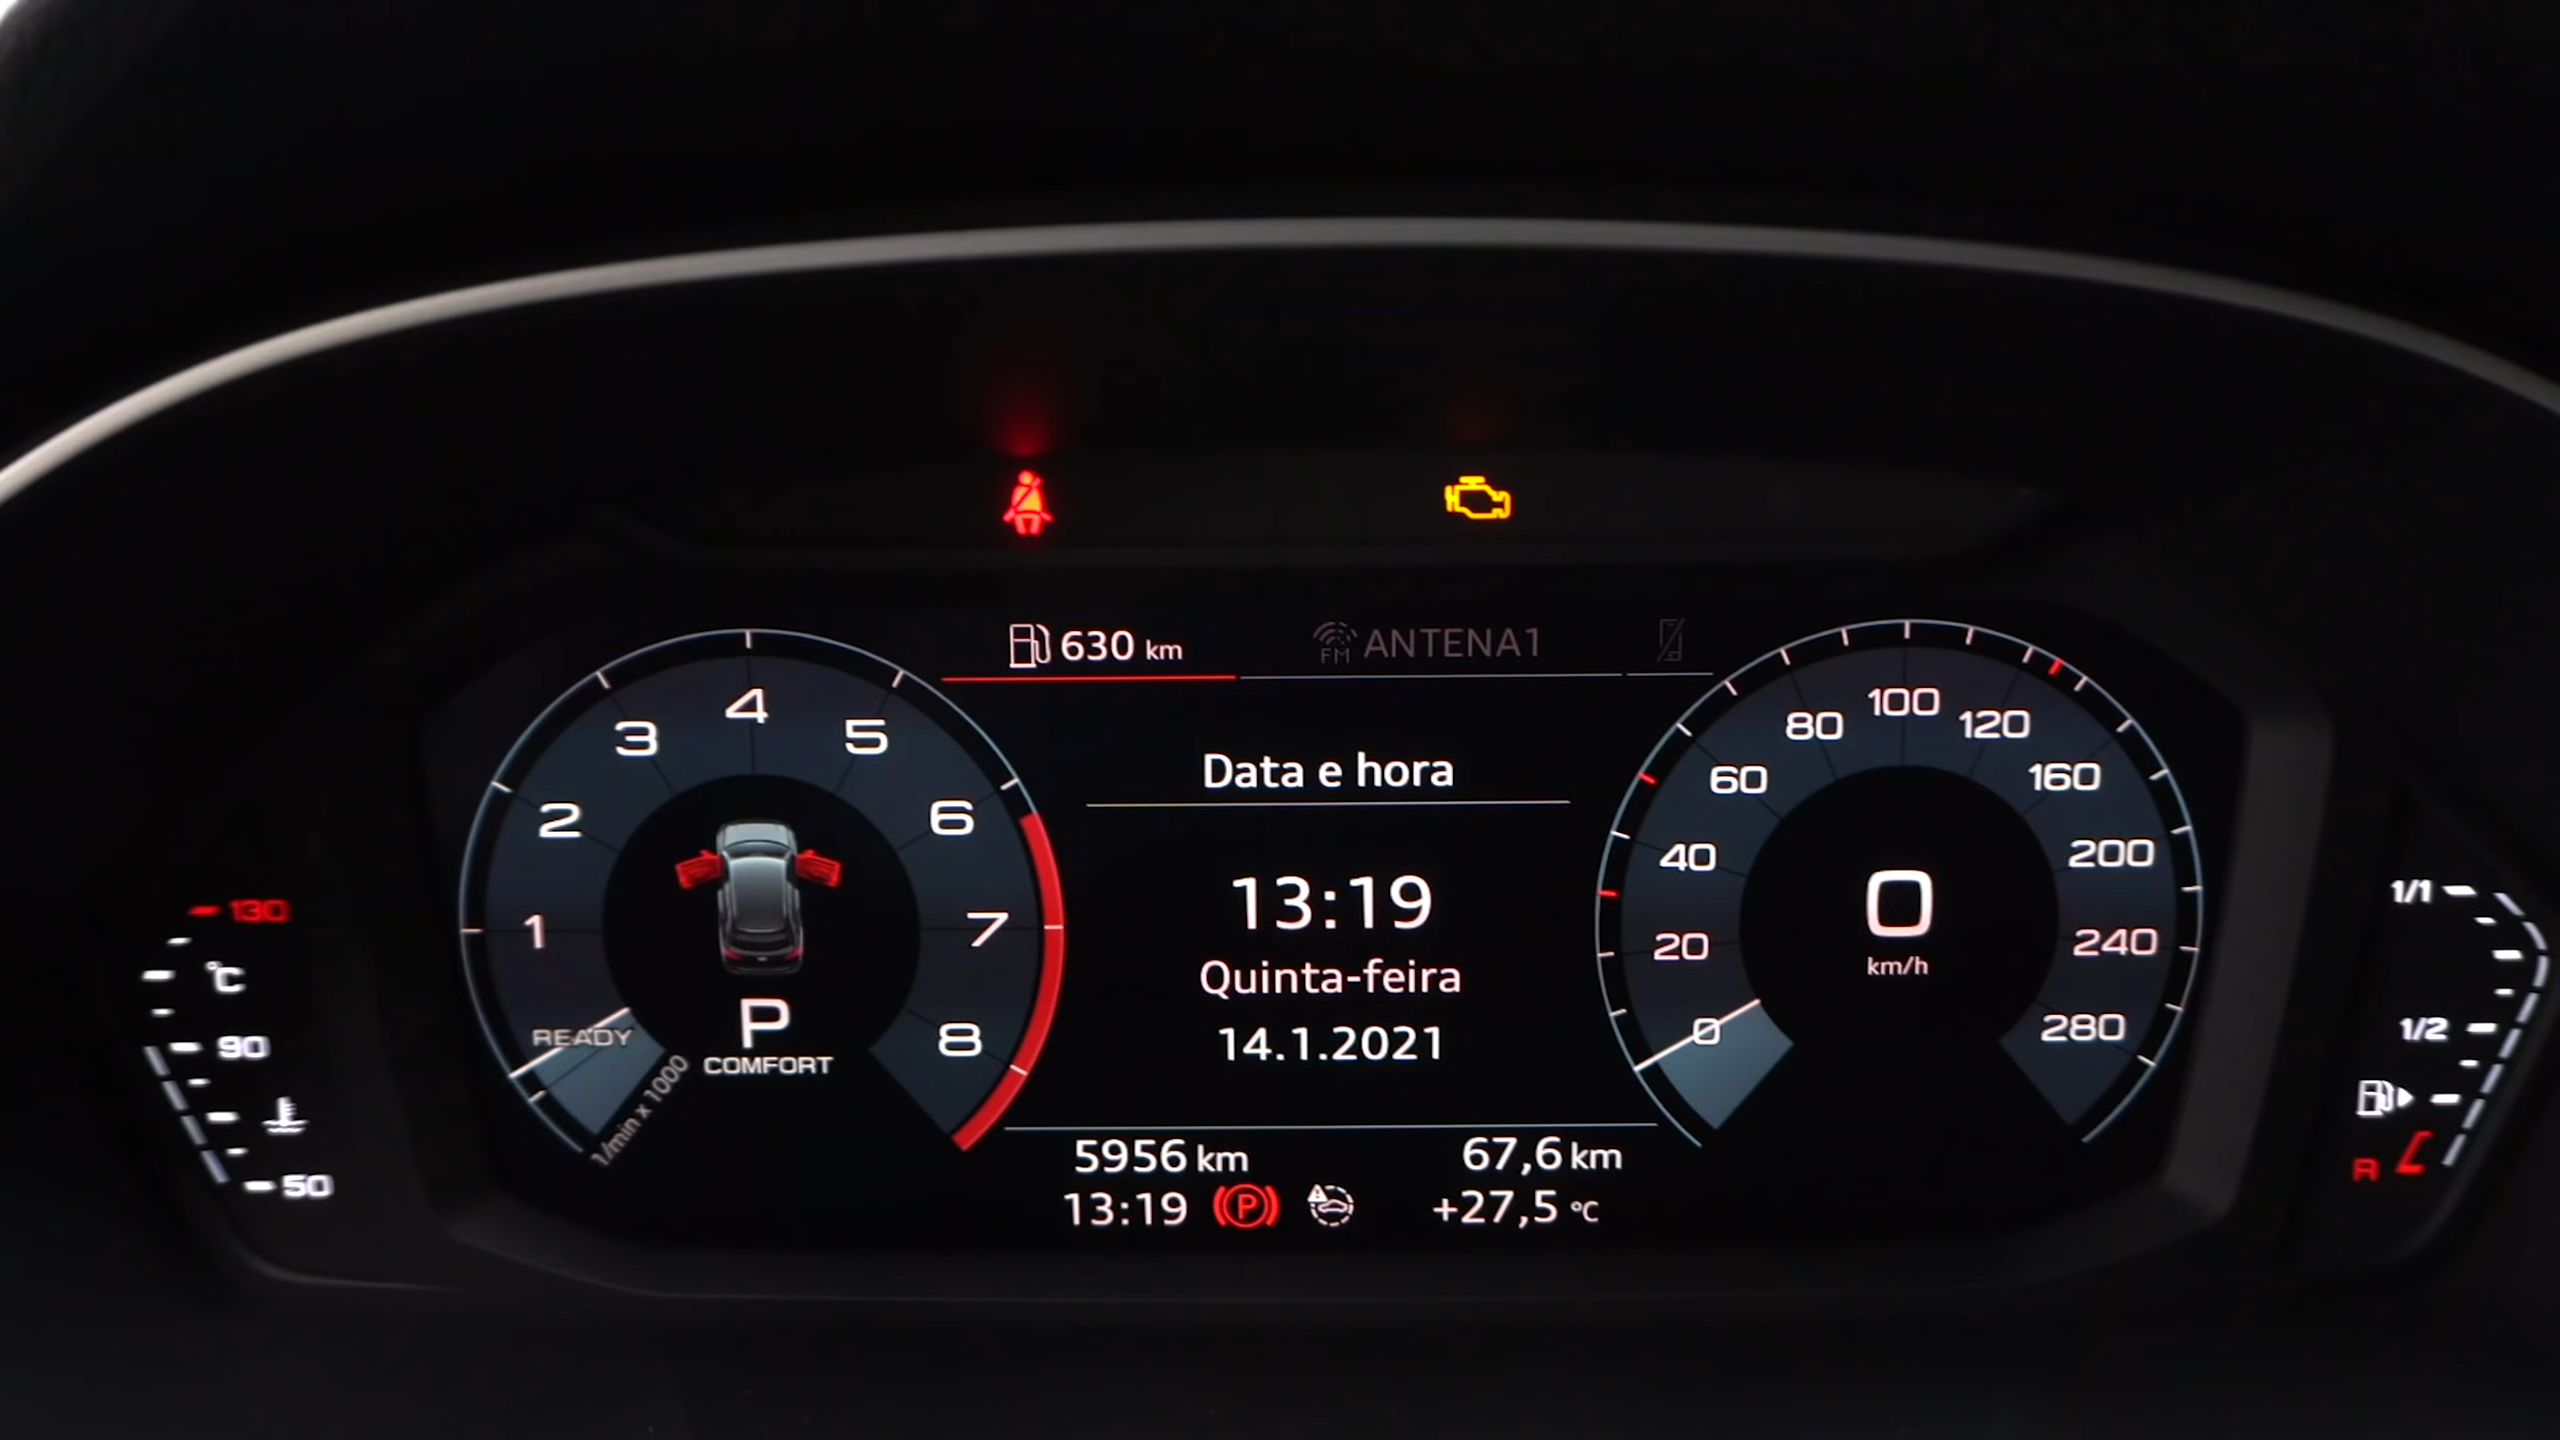 630 km
FM ANTENA1
1
2
3
4
5
6
7
8
READY
1/min x 1000
P
COMFORT
Data e hora
13:19
Quinta-feira
14.1.2021
0
20
40
60
80
100
120
160
200
240
280
0
km/h
130
°C
90
50
1/1
1/2
R
5956 km
67,6 km
13:19 (P)
+27,5 °C